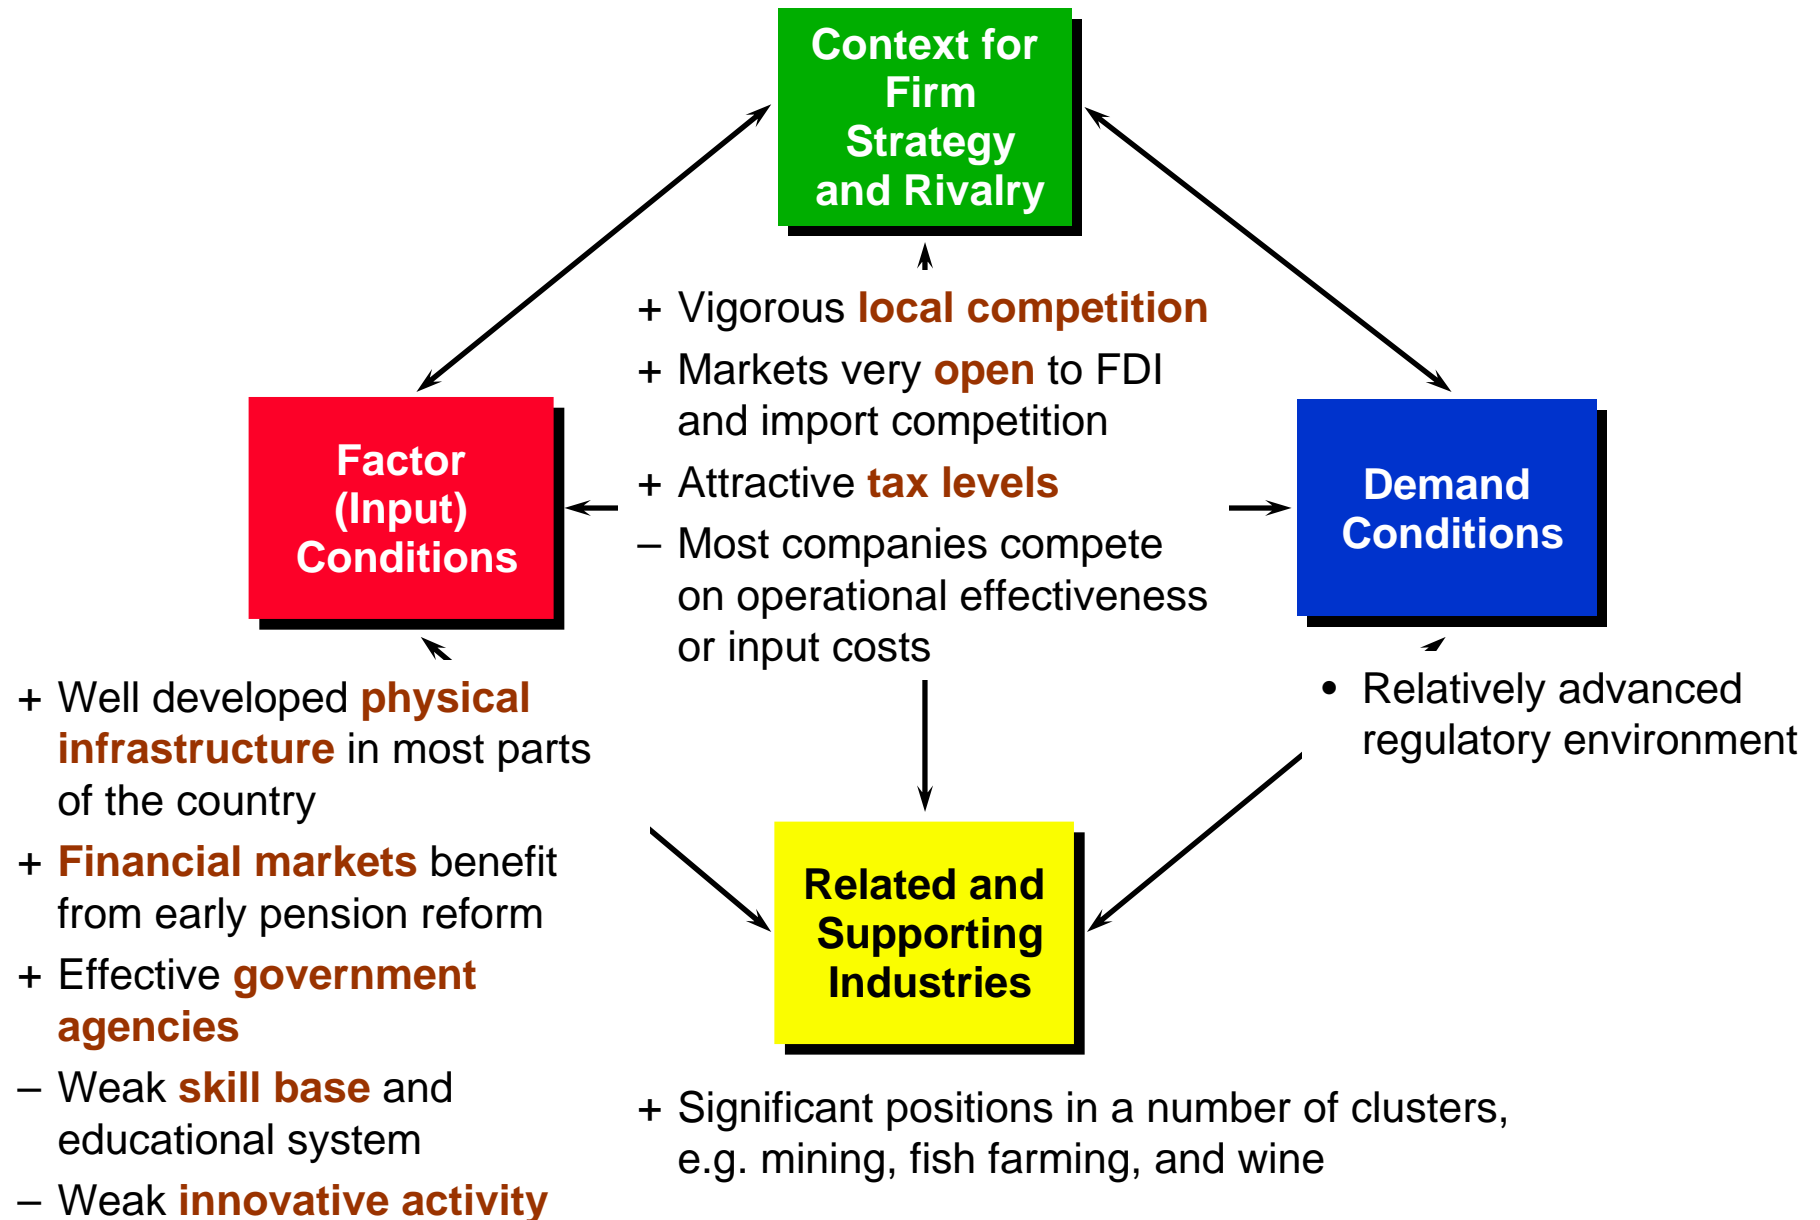 Context for
Firm
Strategy
and Rivalry
+ Vigorous local competition
+ Markets very open to FDI
and import competition
+ Attractive tax levels
– Most companies compete
on operational effectiveness
or input costs
Factor
(Input)
Conditions
Demand
Conditions
+ Well developed physical
infrastructure in most parts
of the country
+ Financial markets benefit
from early pension reform
+ Effective government
agencies
– Weak skill base and
educational system
– Weak innovative activity
• Relatively advanced
regulatory environment
Related and
Supporting
Industries
+ Significant positions in a number of clusters,
e.g. mining, fish farming, and wine